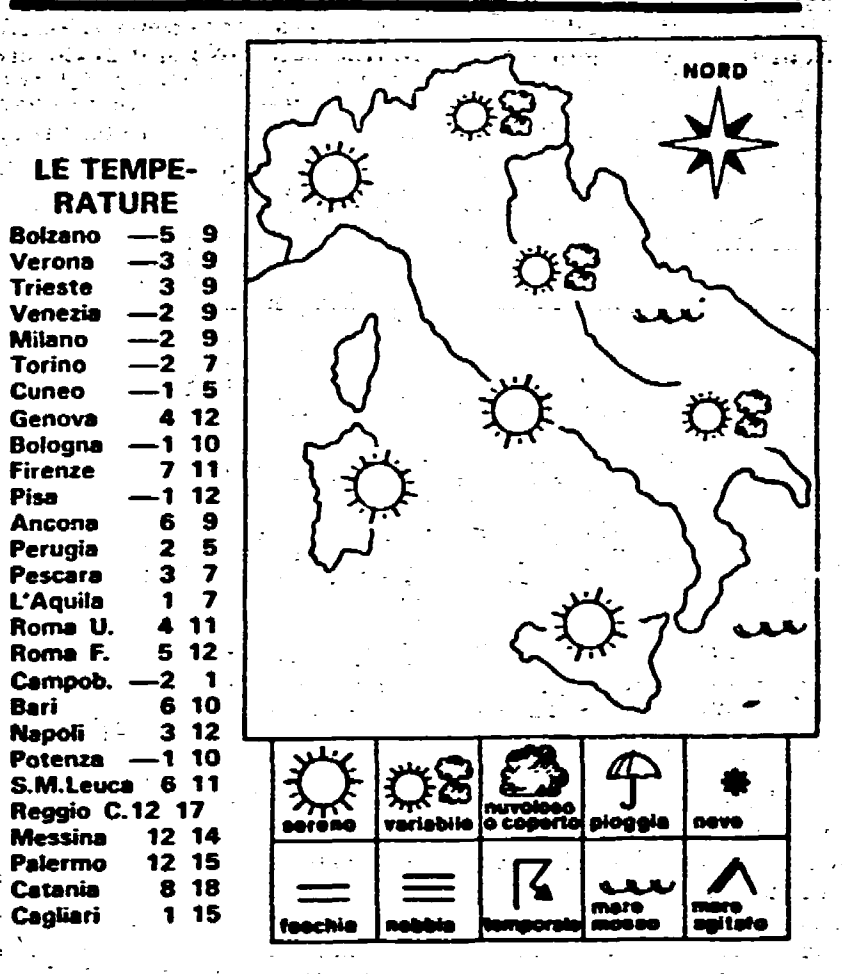 LE TEMPE-
RATURE
Bolzano —5 9
Verona —3 9
Trieste 3 9
Venezia —2 9
Milano —2 9
Torino —2 7
Cuneo —1 5
Genova 4 12
Bologna —1 10
Firenze 7 11
Pisa —1 12
Ancona 6 9
Perugia 2 5
Pescara 3 7
L'Aquila 1 7
Roma U. 4 11
Roma F. 5 12
Campob. —2 1
Bari 6 10
Napoli 3 12
Potenza —1 10
S.M.Leuca 6 11
Reggio C. 12 17
Messina 12 14
Palermo 12 15
Catania 8 18
Cagliari 1 15
NORD
sereno
variabile
nuvoloso
o coperto
pioggia
neve
foschia
nebbia
temporale
mare
mosso
mare
agitato